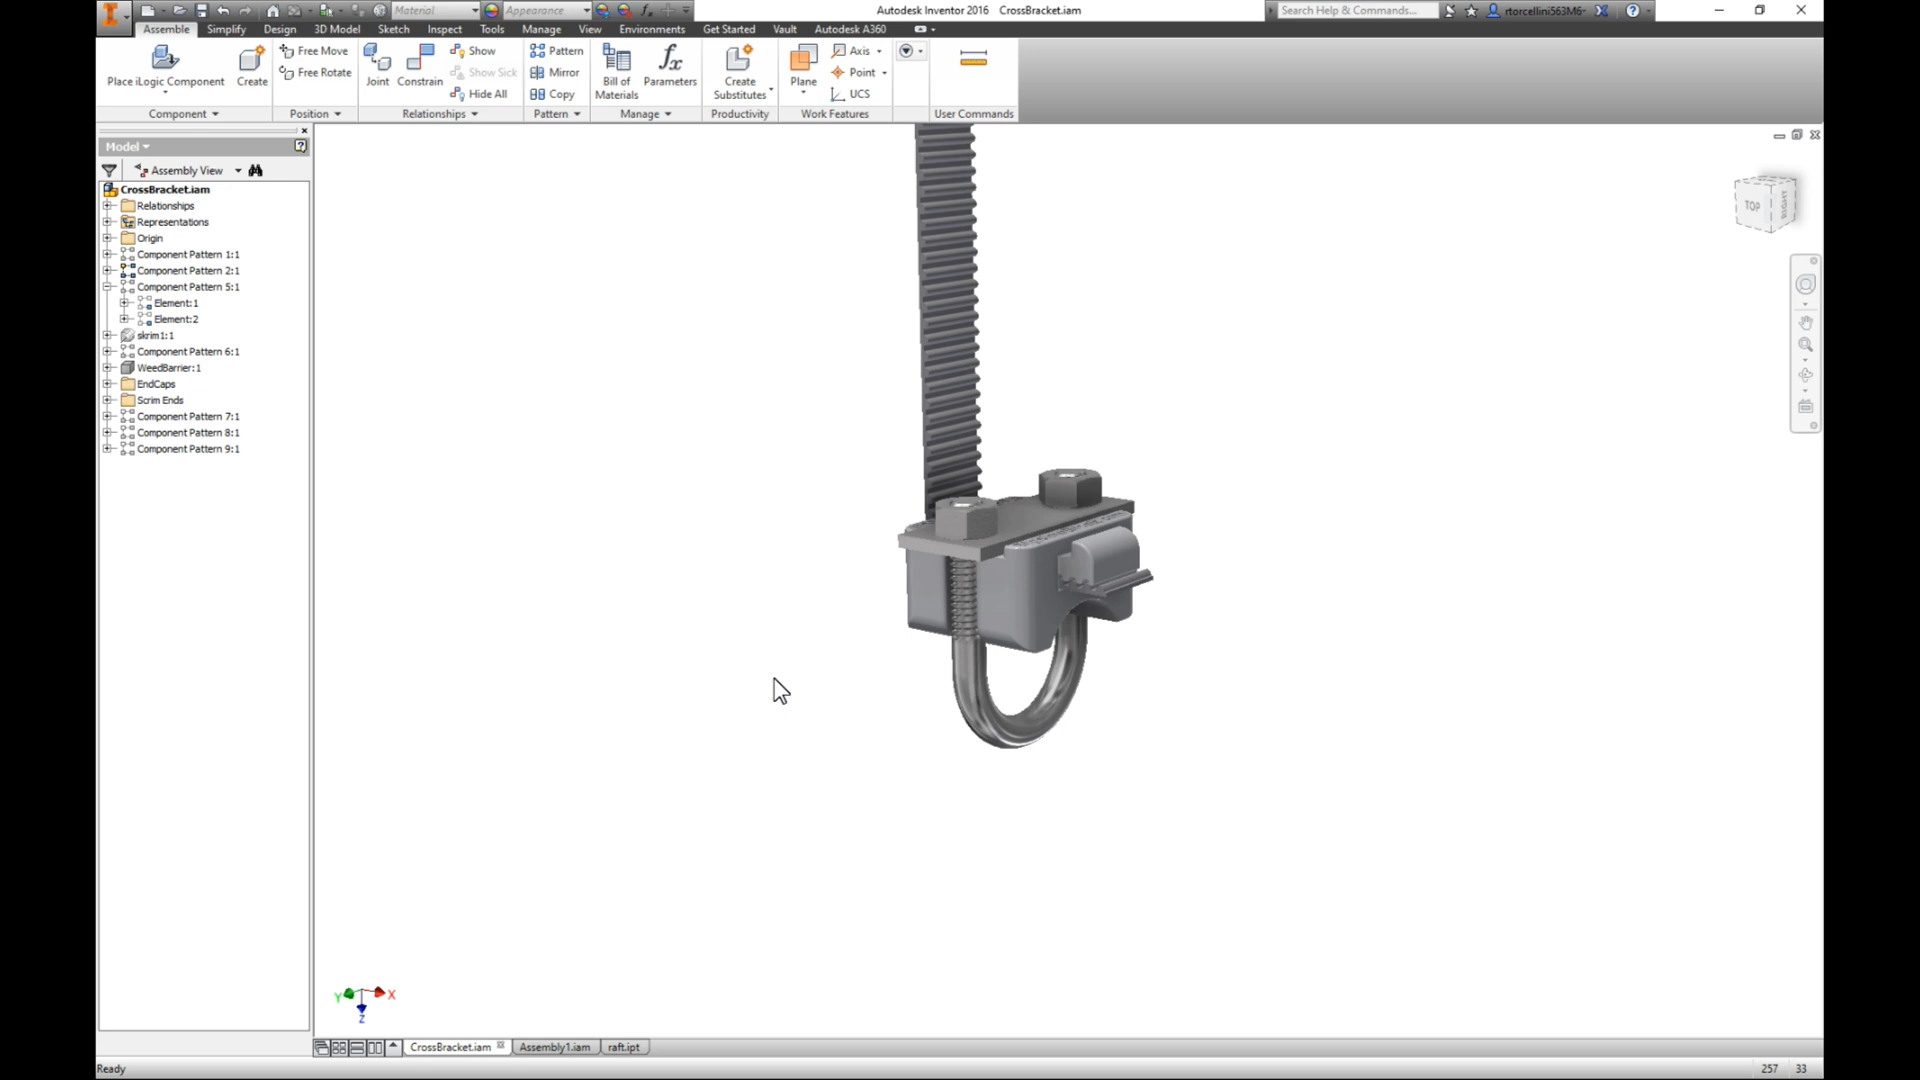 Material
Appearance
Autodesk Inventor 2016 CrossBracket.iam
Search Help & Commands...
rtorcellini563M6
Assemble Simplify Design 3D Model Sketch Inspect Tools Manage View Environments Get Started Vault Autodesk A360
Place iLogic Component
Create
Free Move
Free Rotate
Joint
Constrain
Show
Show Sick
Hide All
Pattern
Mirror
Copy
Bill of
Materials
Parameters
Create
Substitutes
Plane
Axis
Point
UCS
Component Position Relationships Pattern Manage Productivity Work Features User Commands
Model
Assembly View
CrossBracket.iam
Relationships
Representations
Origin
Component Pattern 1:1
Component Pattern 2:1
Component Pattern 5:1
Element:1
Element:2
skrim1:1
Component Pattern 6:1
WeedBarrier:1
EndCaps
Scrim Ends
Component Pattern 7:1
Component Pattern 8:1
Component Pattern 9:1
TOP
RIGHT
Y
X
Z
CrossBracket.iam Assembly1.iam raft.ipt
Ready
257 33